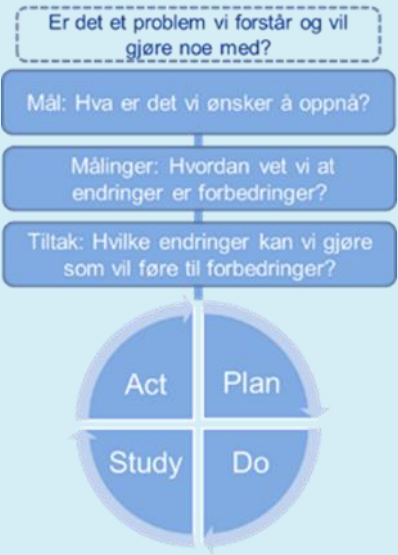 Er det et problem vi forstår og vil
gjøre noe med?
Mål: Hva er det vi ønsker å oppnå?
Målinger: Hvordan vet vi at
endringer er forbedringer?
Tiltak: Hvilke endringer kan vi gjøre
som vil føre til forbedringer?
Act
Plan
Study
Do